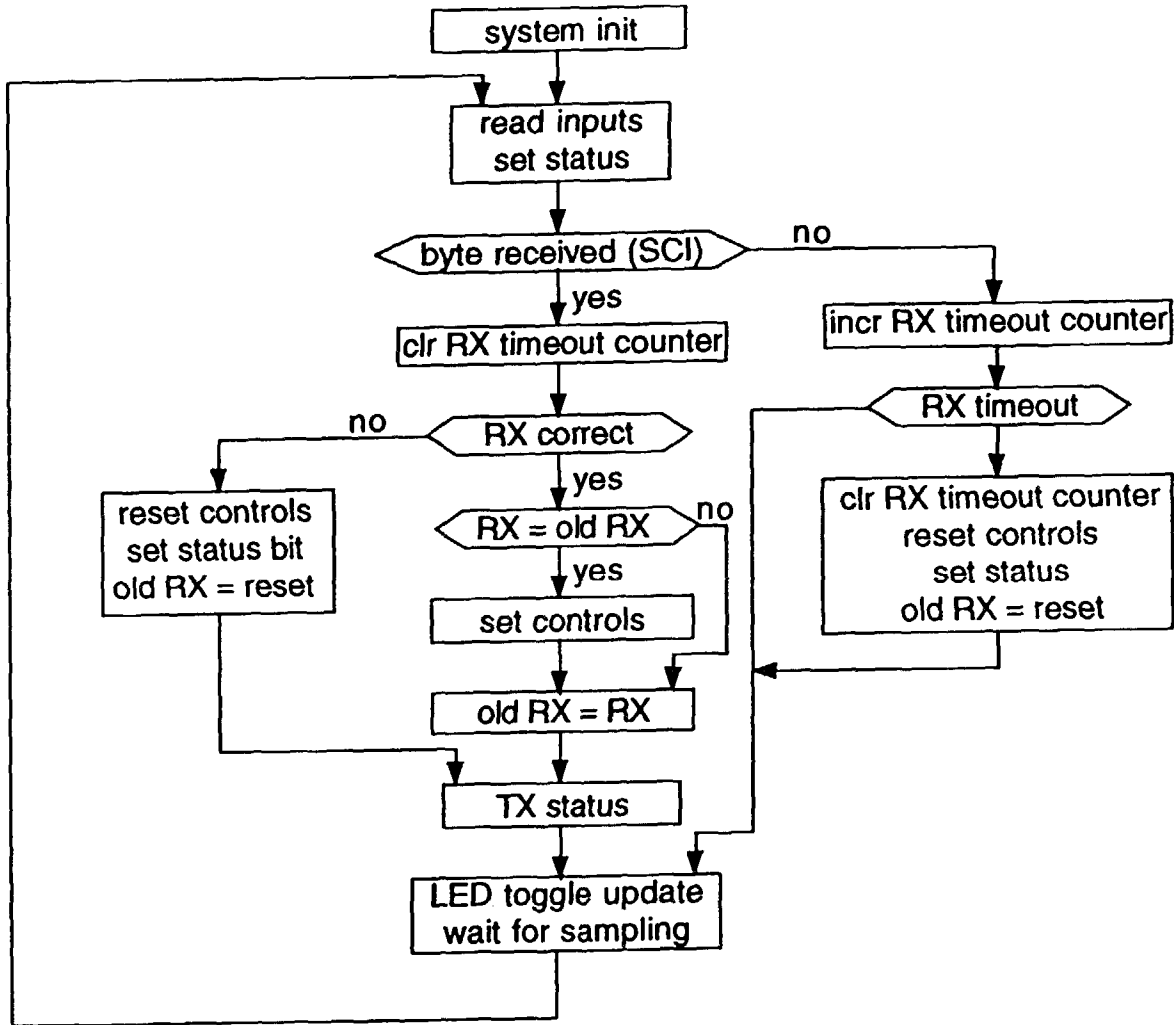 system init
read inputs
set status
byte received (SCI)
no
yes
clr RX timeout counter
incr RX timeout counter
RX timeout
no
RX correct
yes
reset controls
set status bit
old RX = reset
RX = old RX
no
yes
set controls
clr RX timeout counter
reset controls
set status
old RX = reset
old RX = RX
TX status
LED toggle update
wait for sampling